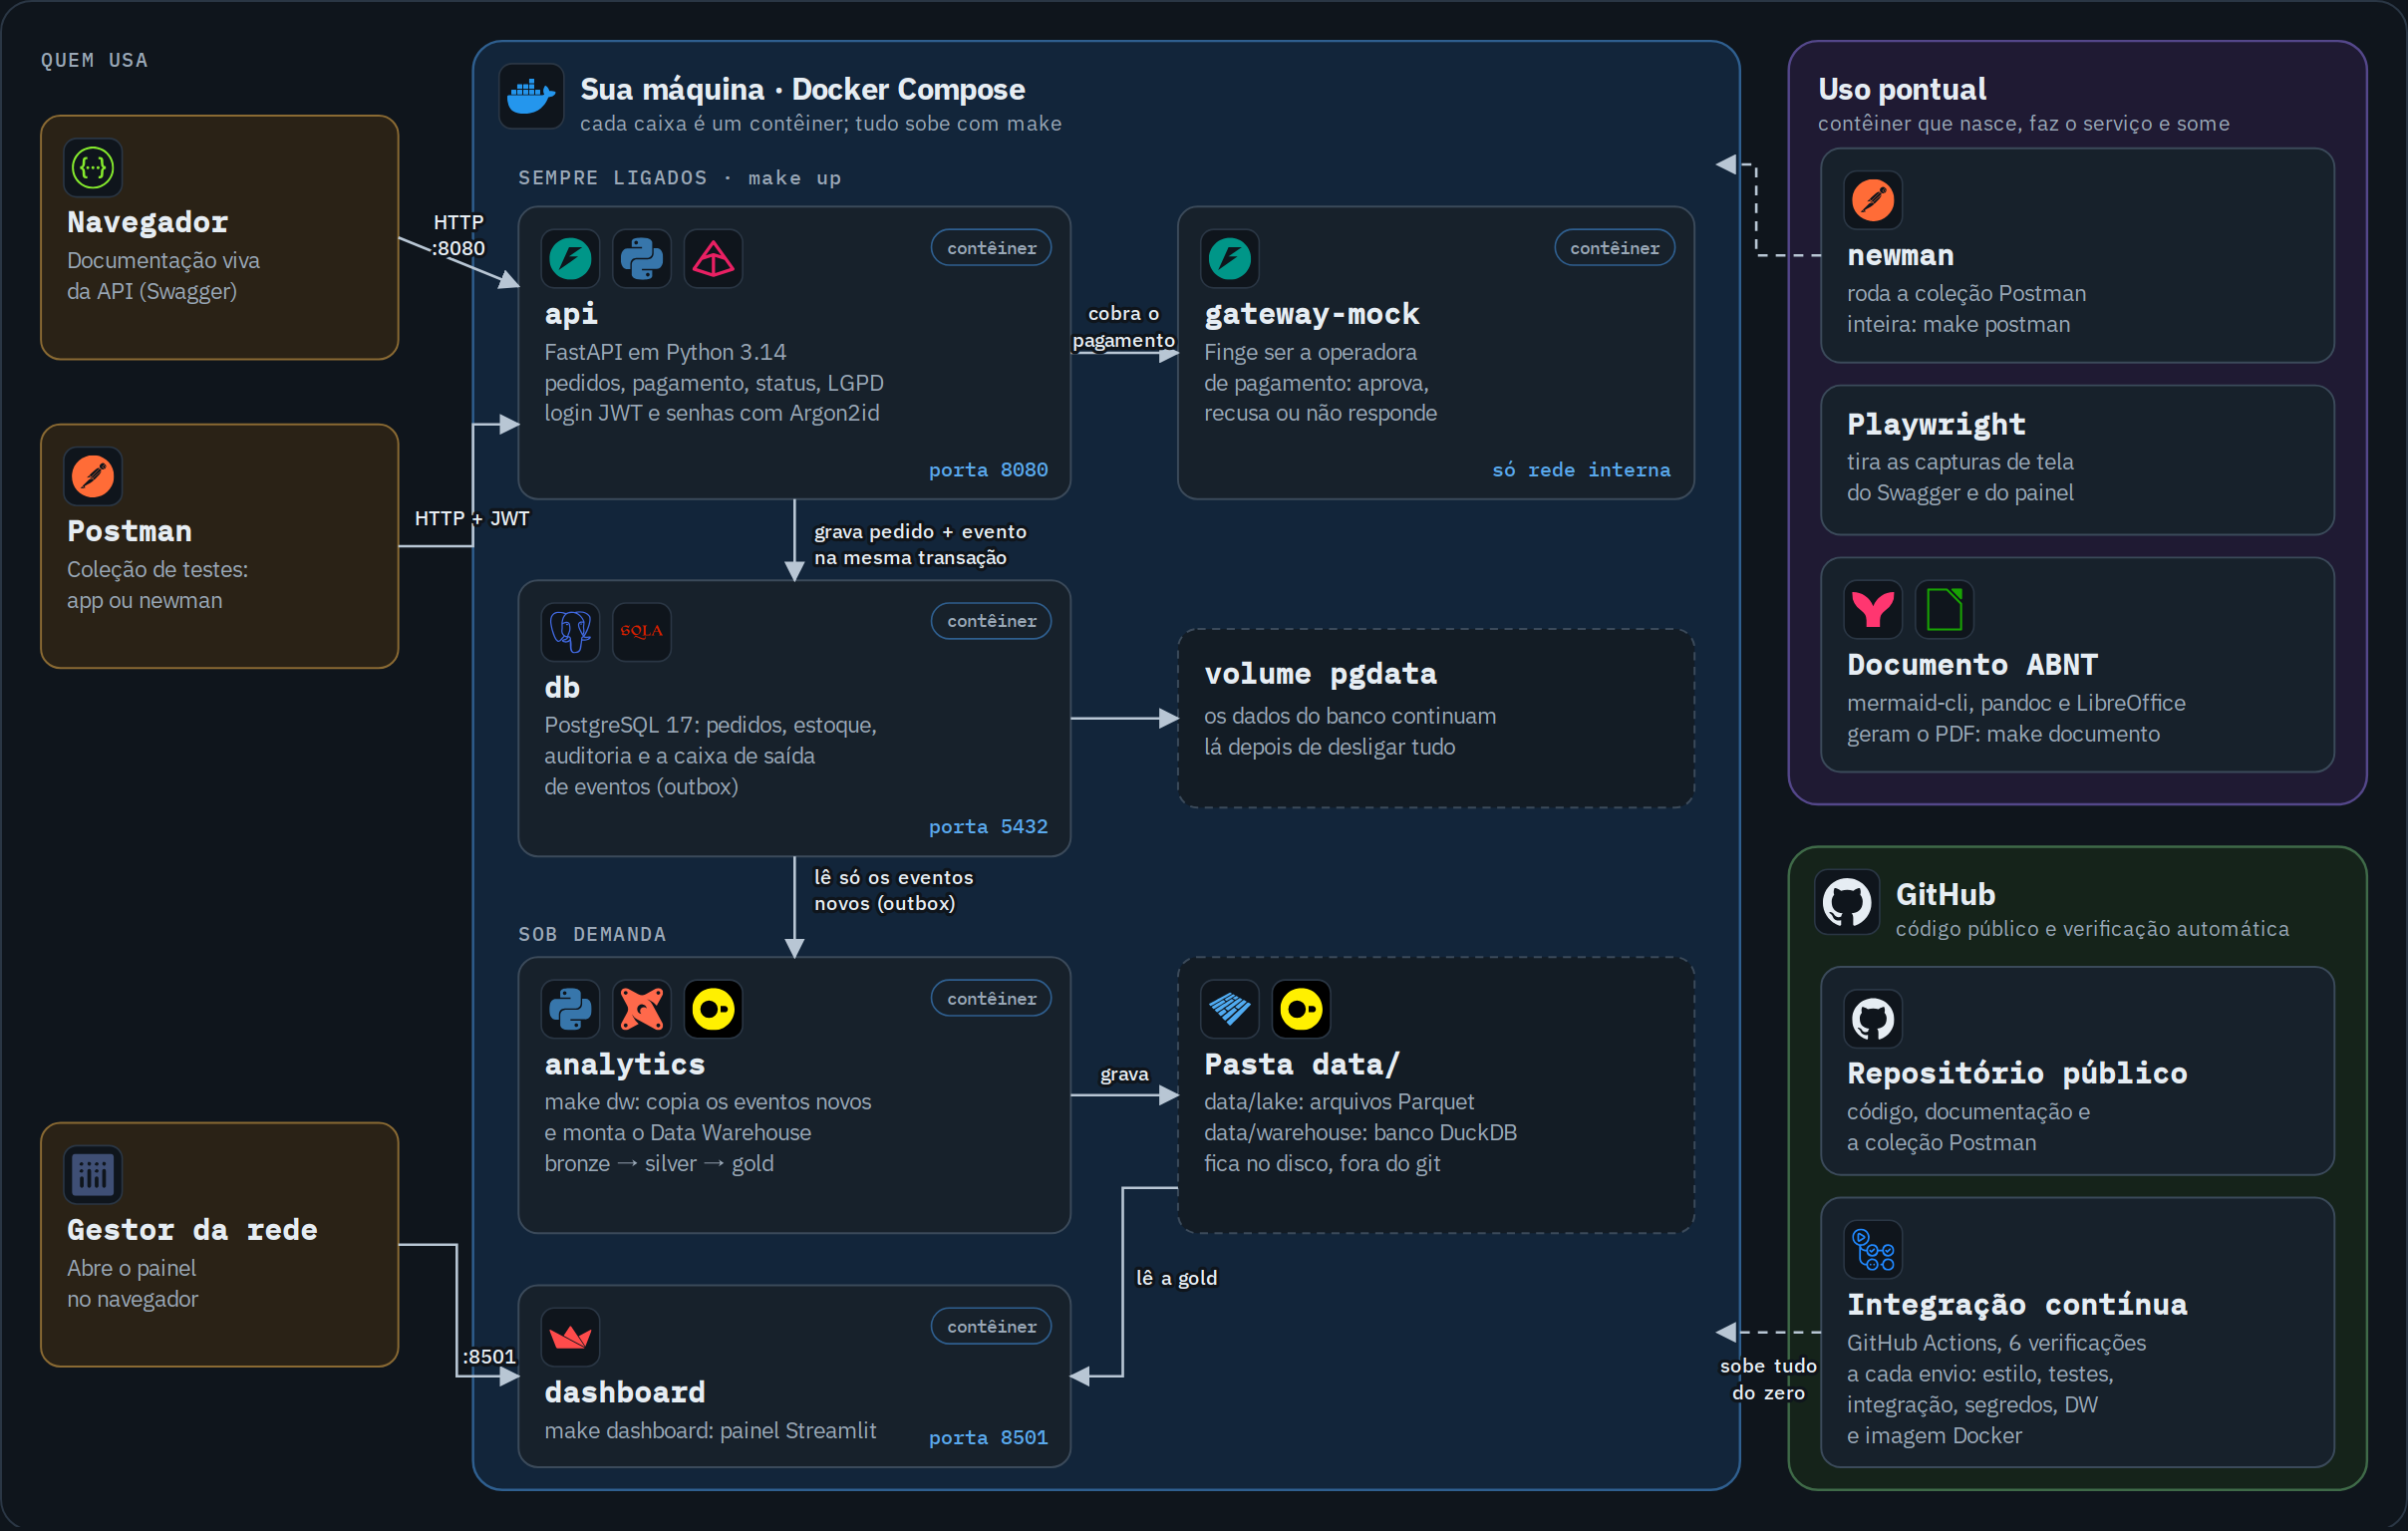 QUEM USA
Navegador
Documentação viva
da API (Swagger)
HTTP
:8080
Postman
Coleção de testes:
app ou newman
HTTP + JWT
Gestor da rede
Abre o painel
no navegador
:8501
Sua máquina · Docker Compose
cada caixa é um contêiner; tudo sobe com make
SEMPRE LIGADOS · make up
contêiner
api
FastAPI em Python 3.14
pedidos, pagamento, status, LGPD
login JWT e senhas com Argon2id
porta 8080
cobra o
pagamento
contêiner
gateway-mock
Finge ser a operadora
de pagamento: aprova,
recusa ou não responde
só rede interna
grava pedido + evento
na mesma transação
SQLA
contêiner
db
PostgreSQL 17: pedidos, estoque,
auditoria e a caixa de saída
de eventos (outbox)
porta 5432
volume pgdata
os dados do banco continuam
lá depois de desligar tudo
lê só os eventos
novos (outbox)
SOB DEMANDA
contêiner
analytics
make dw: copia os eventos novos
e monta o Data Warehouse
bronze → silver → gold
grava
Pasta data/
data/lake: arquivos Parquet
data/warehouse: banco DuckDB
fica no disco, fora do git
lê a gold
contêiner
dashboard
make dashboard: painel Streamlit
porta 8501
Uso pontual
contêiner que nasce, faz o serviço e some
newman
roda a coleção Postman
inteira: make postman
Playwright
tira as capturas de tela
do Swagger e do painel
Documento ABNT
mermaid-cli, pandoc e LibreOffice
geram o PDF: make documento
GitHub
código público e verificação automática
Repositório público
código, documentação e
a coleção Postman
Integração contínua
GitHub Actions, 6 verificações
a cada envio: estilo, testes,
integração, segredos, DW
e imagem Docker
sobe tudo
do zero